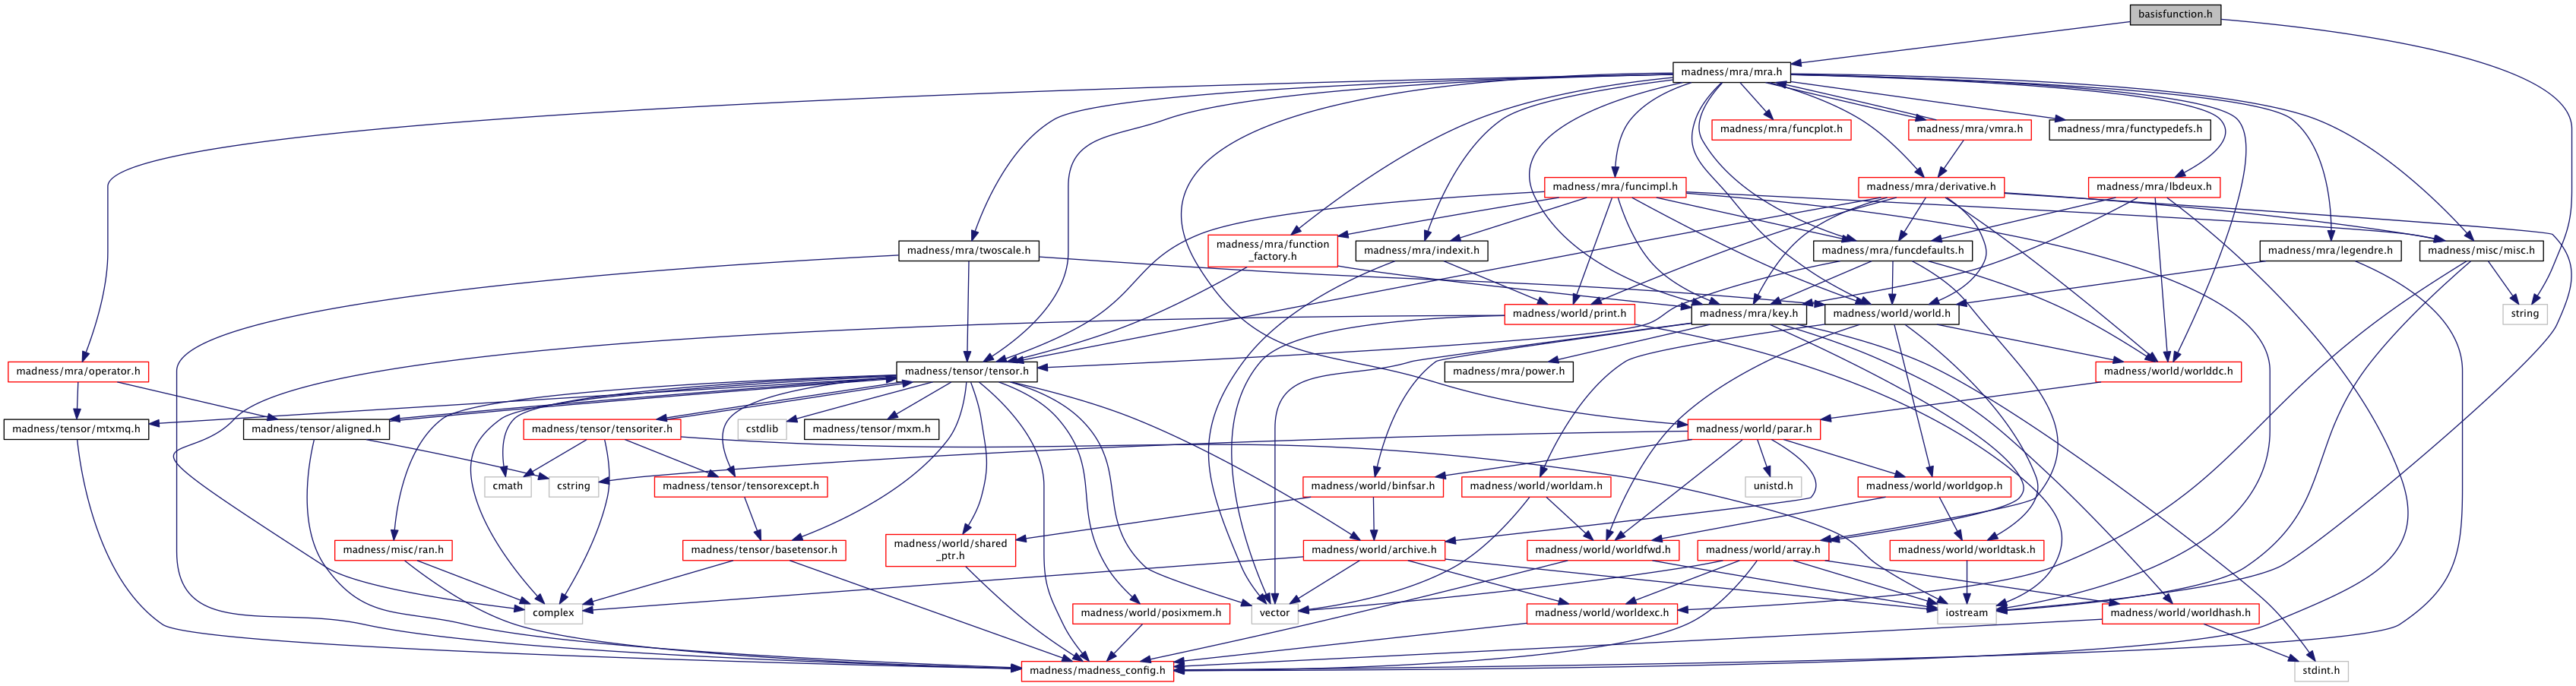 basisfunction.h
madness/mra/mra.h
madness/mra/funcplot.h
madness/mra/vmra.h
madness/mra/functypedefs.h
madness/mra/funcimpl.h
madness/mra/derivative.h
madness/mra/lbdeux.h
madness/mra/twoscale.h
madness/mra/function
_factory.h
madness/mra/indexit.h
madness/mra/funcdefaults.h
madness/mra/legendre.h
madness/misc/misc.h
madness/world/print.h
madness/mra/key.h
madness/world/world.h
string
madness/mra/operator.h
madness/tensor/tensor.h
madness/mra/power.h
madness/world/worlddc.h
madness/tensor/mtxmq.h
madness/tensor/aligned.h
madness/tensor/tensoriter.h
cstdlib
madness/tensor/mxm.h
madness/world/parar.h
cmath
cstring
madness/tensor/tensorexcept.h
madness/world/binfsar.h
madness/world/worldam.h
unistd.h
madness/world/worldgop.h
madness/misc/ran.h
madness/tensor/basetensor.h
madness/world/shared
_ptr.h
madness/world/archive.h
madness/world/worldfwd.h
madness/world/array.h
madness/world/worldtask.h
complex
madness/world/posixmem.h
vector
madness/world/worldexc.h
iostream
madness/world/worldhash.h
madness/madness_config.h
stdint.h